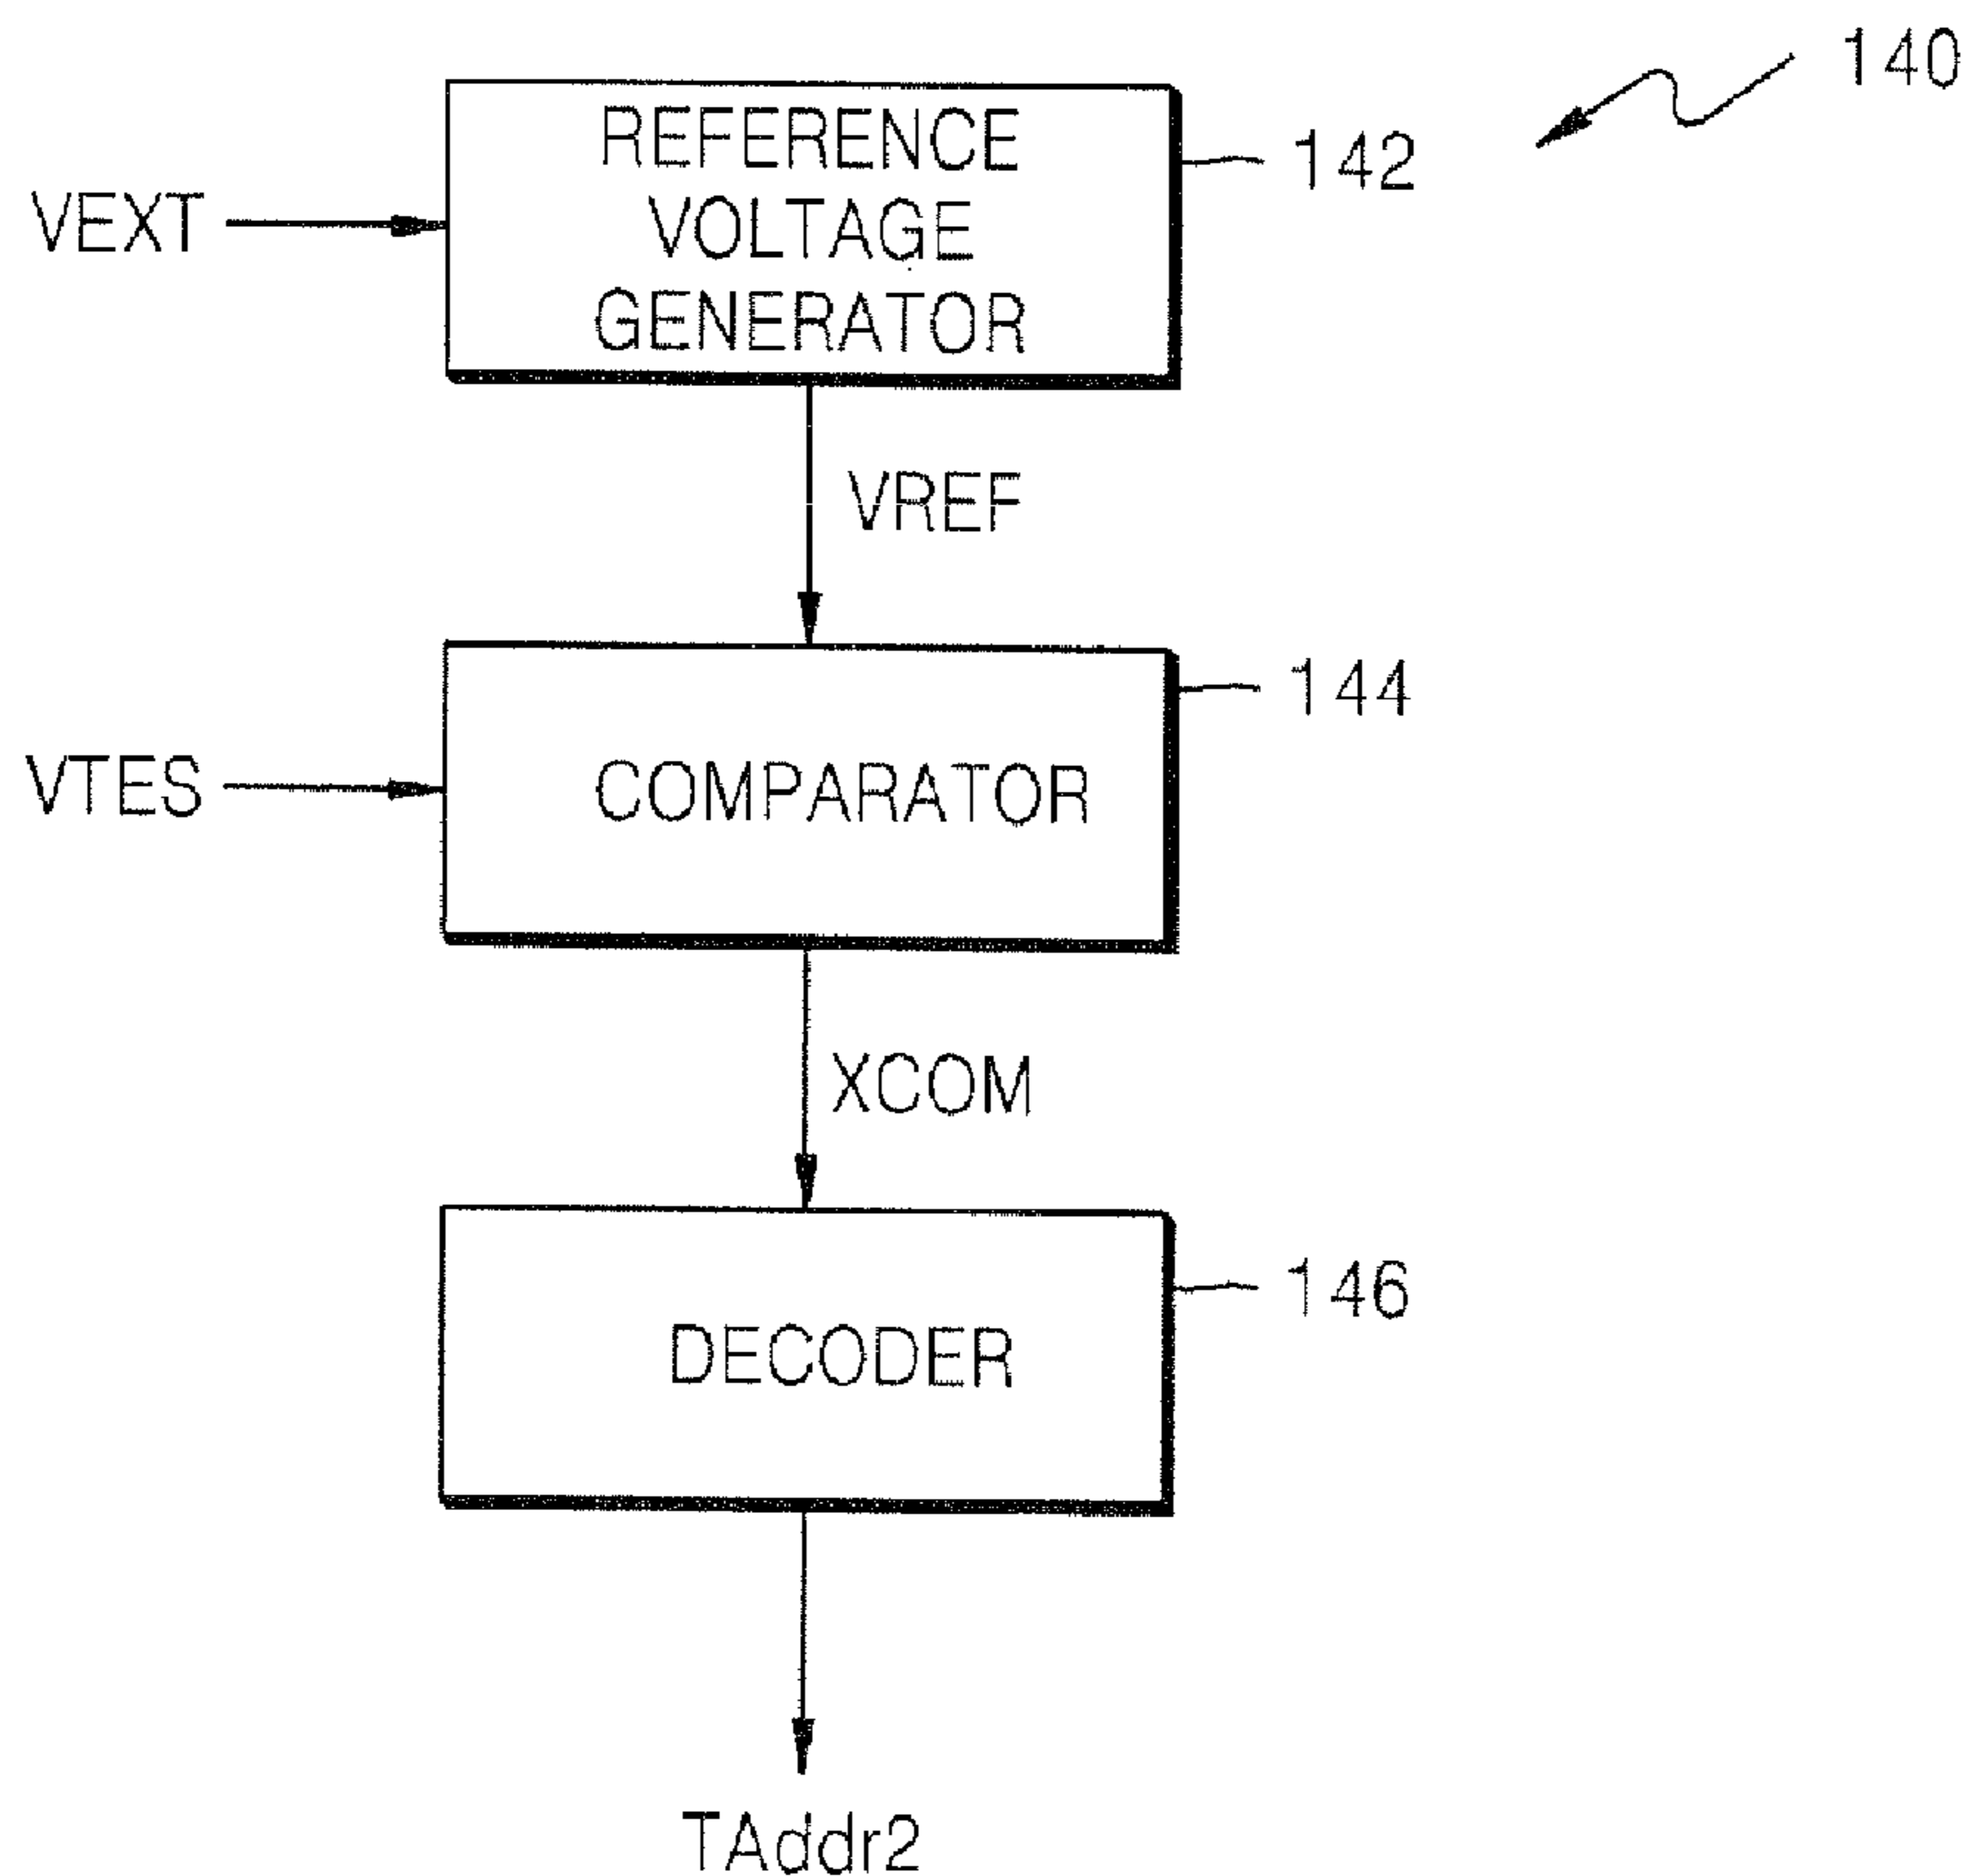 140
REFERENCE
VOLTAGE
GENERATOR
142
VEXT
VREF
144
VTES
COMPARATOR
XCOM
146
DECODER
TAddr2